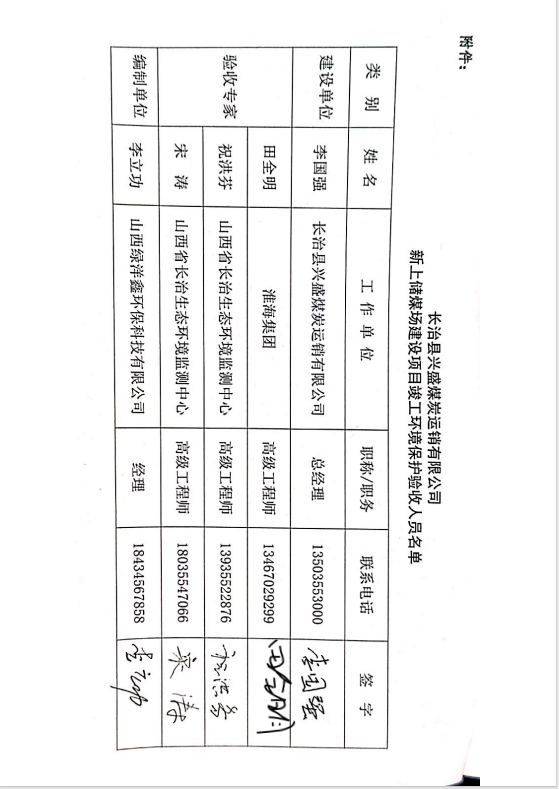 附件：
长治县兴盛煤炭运销有限公司
新上储煤场建设项目竣工环境保护验收人员名单
类 别 姓 名 工 作 单 位 职称/职务 联系电话 签 字
建设单位 李国强 长治县兴盛煤炭运销有限公司 总经理 13503553000 李国强
验收专家 田全明 淮海集团 高级工程师 13467029299 田全明
祝洪芬 山西省长治生态环境监测中心 高级工程师 13935522876 祝洪芬
宋 涛 山西省长治生态环境监测中心 高级工程师 18035547066 宋涛
编制单位 李立功 山西绿洋鑫环保科技有限公司 经理 18434567858 李立功